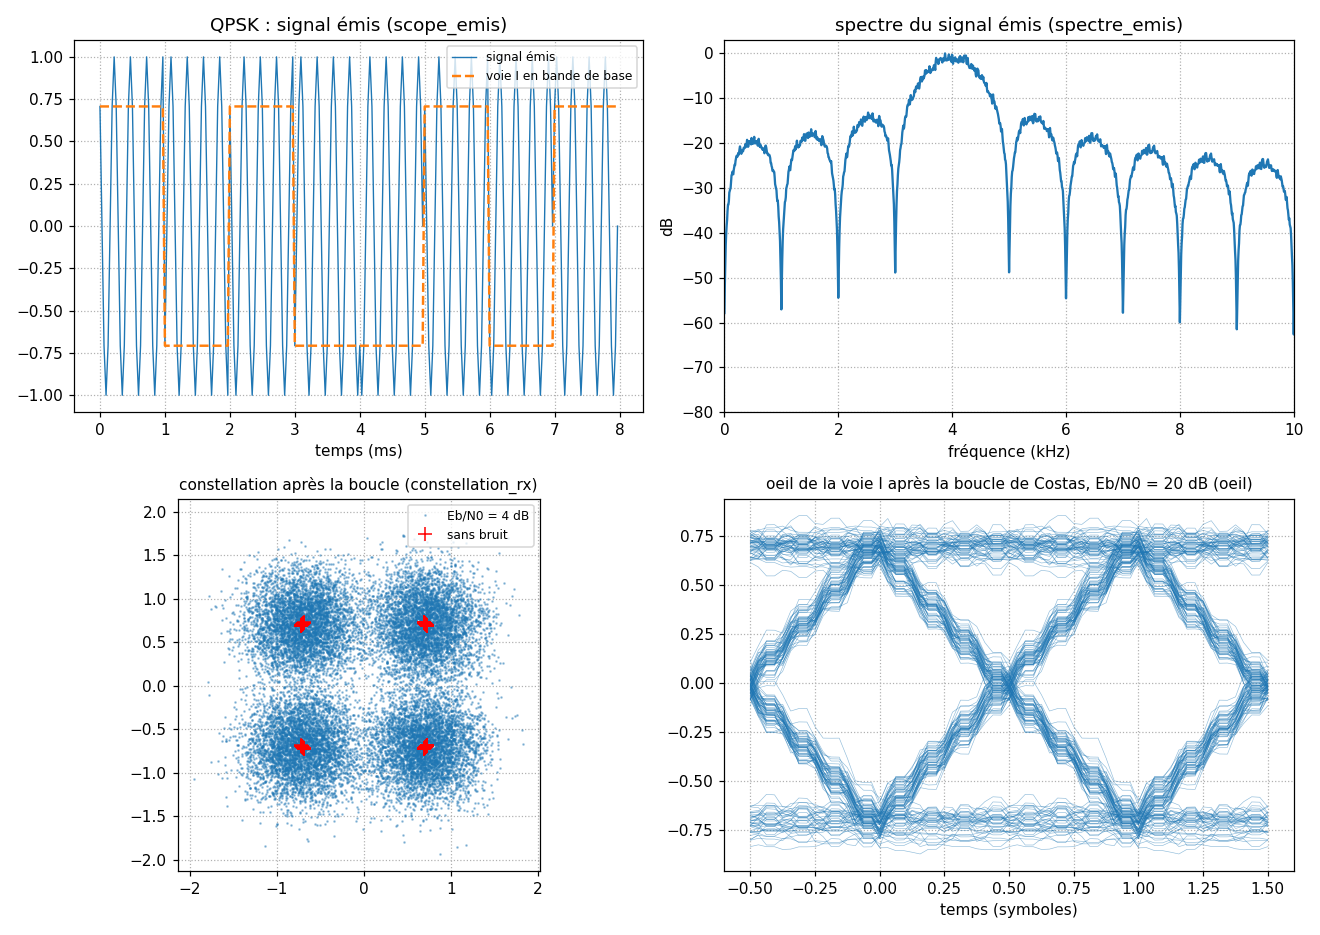 QPSK : signal émis (scope_emis)
1.00
0.75
0.50
0.25
0.00
−0.25
−0.50
−0.75
−1.00
signal émis
voie I en bande de base
0 1 2 3 4 5 6 7 8
temps (ms)
spectre du signal émis (spectre_emis)
dB
0
−10
−20
−30
−40
−50
−60
−70
−80
0 2 4 6 8 10
fréquence (kHz)
constellation après la boucle (constellation_rx)
2.0
1.5
1.0
0.5
0.0
−0.5
−1.0
−1.5
−2.0
Eb/N0 = 4 dB
sans bruit
−2 −1 0 1 2
oeil de la voie I après la boucle de Costas, Eb/N0 = 20 dB (oeil)
0.75
0.50
0.25
0.00
−0.25
−0.50
−0.75
−0.50 −0.25 0.00 0.25 0.50 0.75 1.00 1.25 1.50
temps (symboles)